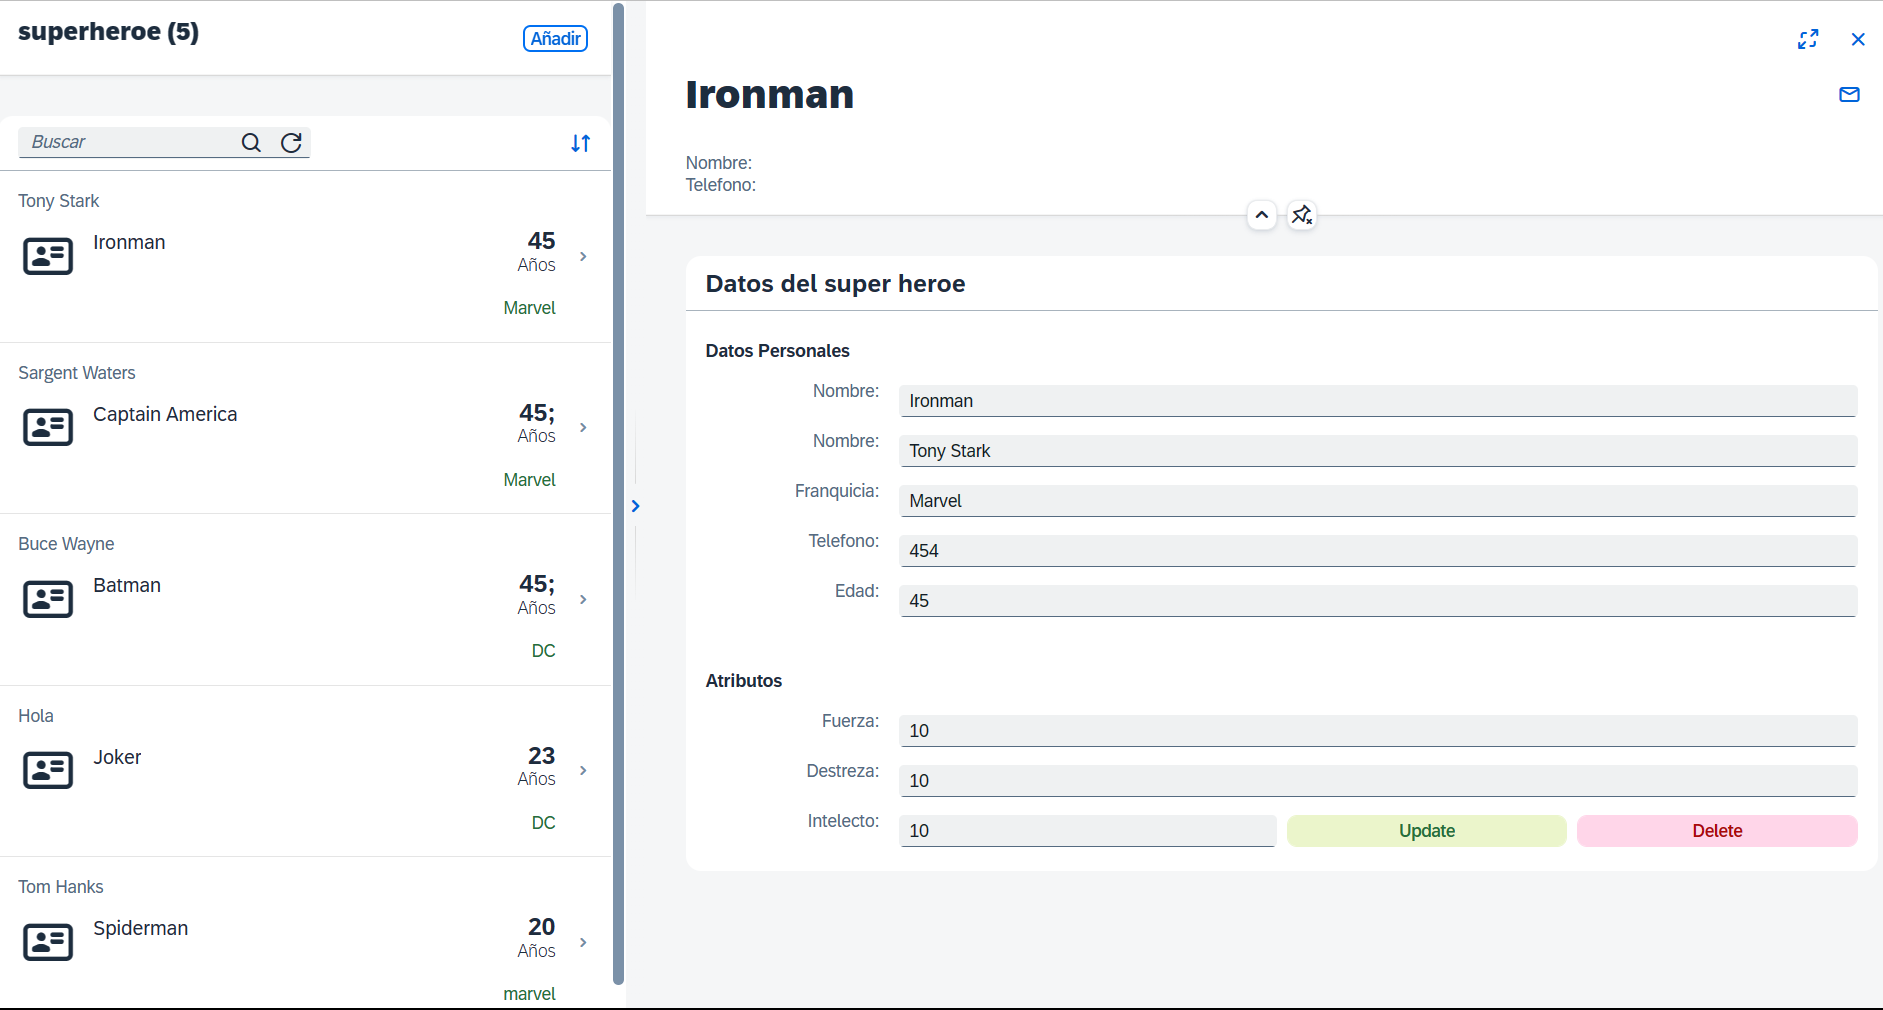 superheroe (5)
Añadir
Buscar
Tony Stark
Ironman
45
Años
Marvel
Sargent Waters
Captain America
45;
Años
Marvel
Buce Wayne
Batman
45;
Años
DC
Hola
Joker
23
Años
DC
Tom Hanks
Spiderman
20
Años
marvel
Ironman
Nombre:
Telefono:
Datos del super heroe
Datos Personales
Nombre: Ironman
Nombre: Tony Stark
Franquicia: Marvel
Telefono: 454
Edad: 45
Atributos
Fuerza: 10
Destreza: 10
Intelecto: 10 Update Delete